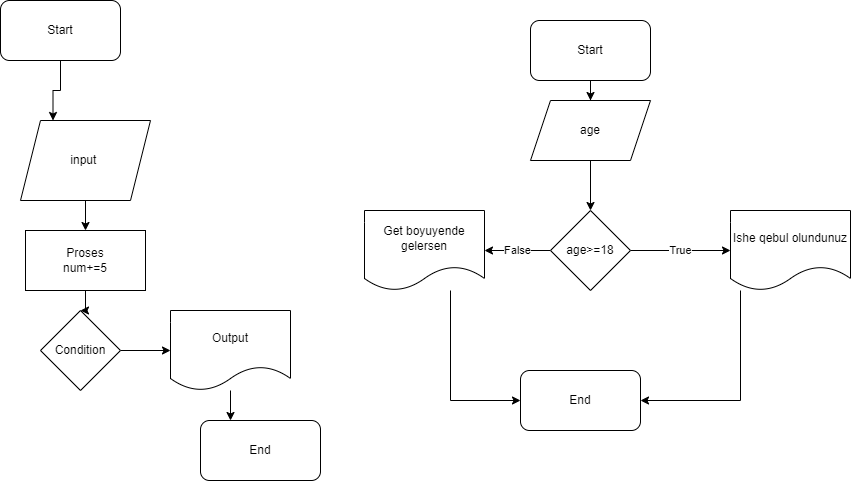 Start
input
Proses
num+=5
Condition
Output
End
Start
age
age>=18
False
True
Get boyuyende
gelersen
Ishe qebul olundunuz
End